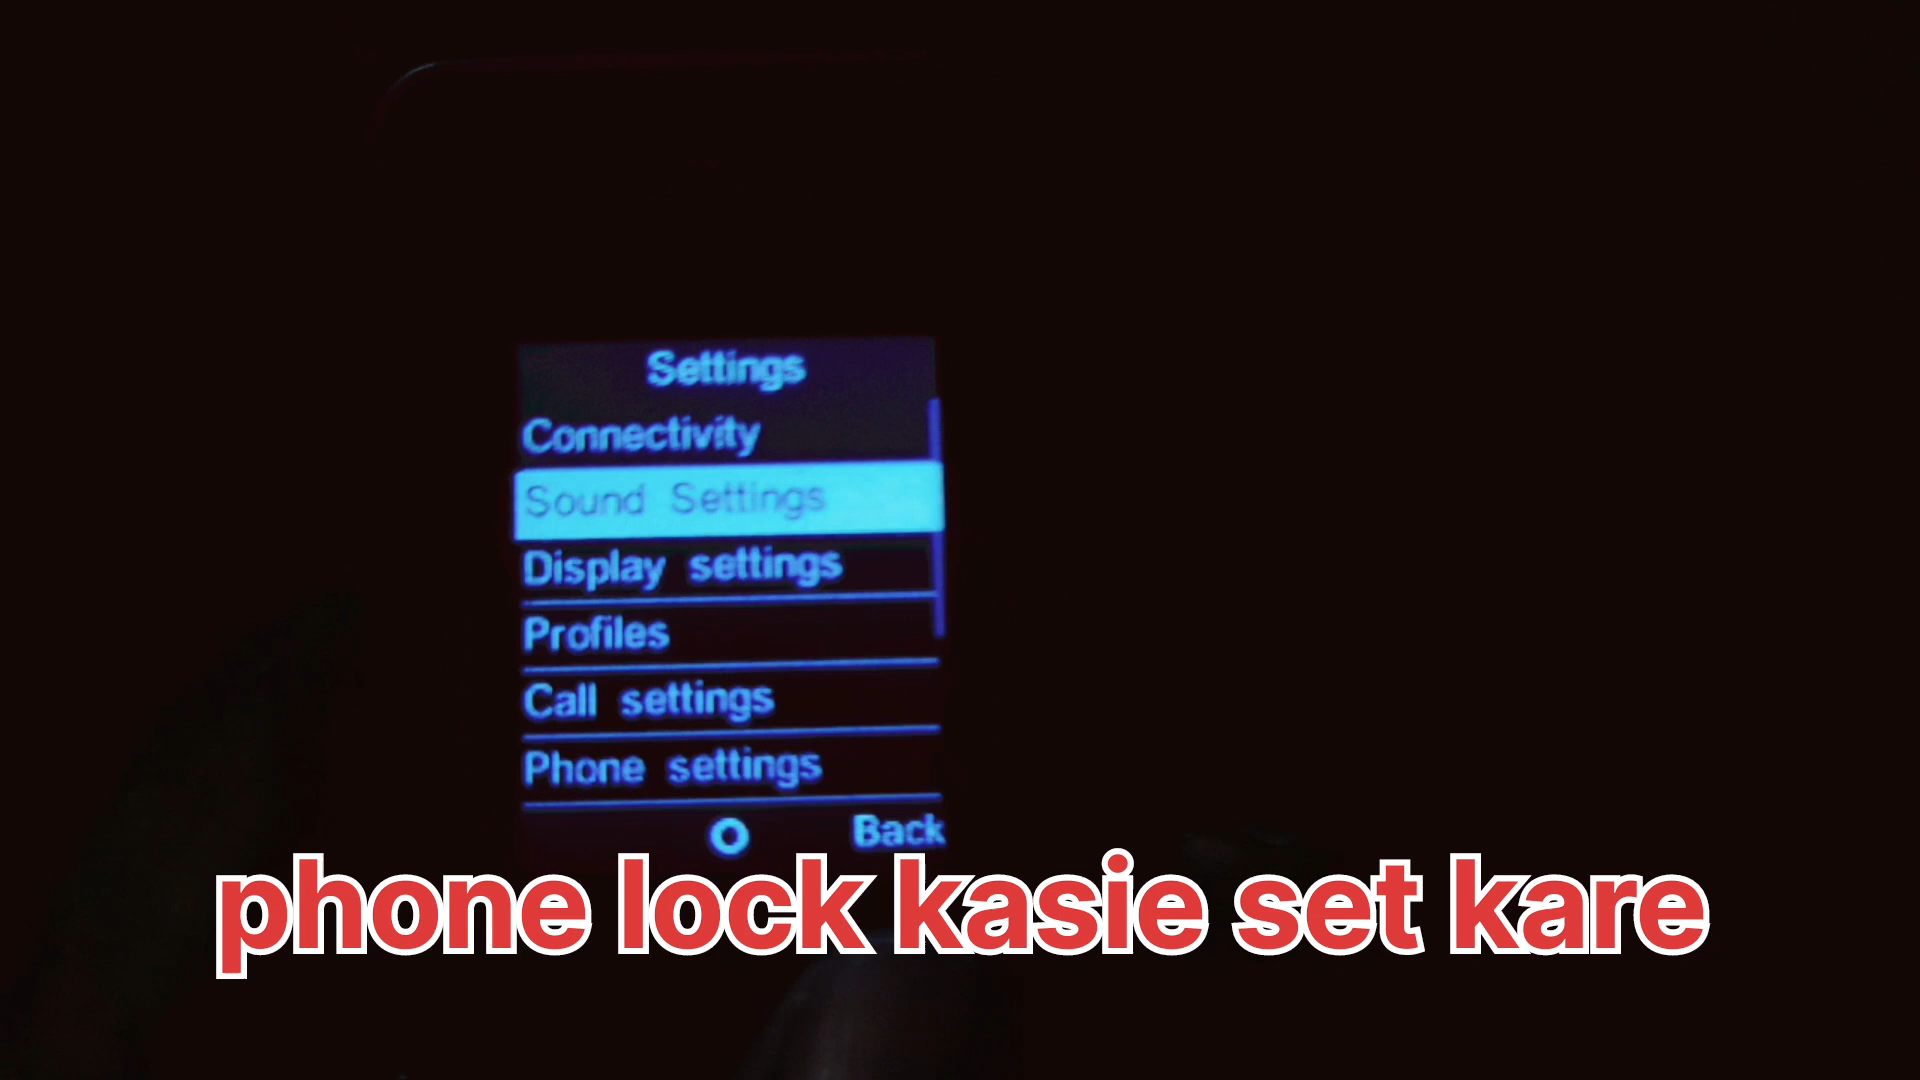 Settings
Connectivity
Sound Settings
Display settings
Profiles
Call settings
Phone settings
Back
phone lock kasie set kare